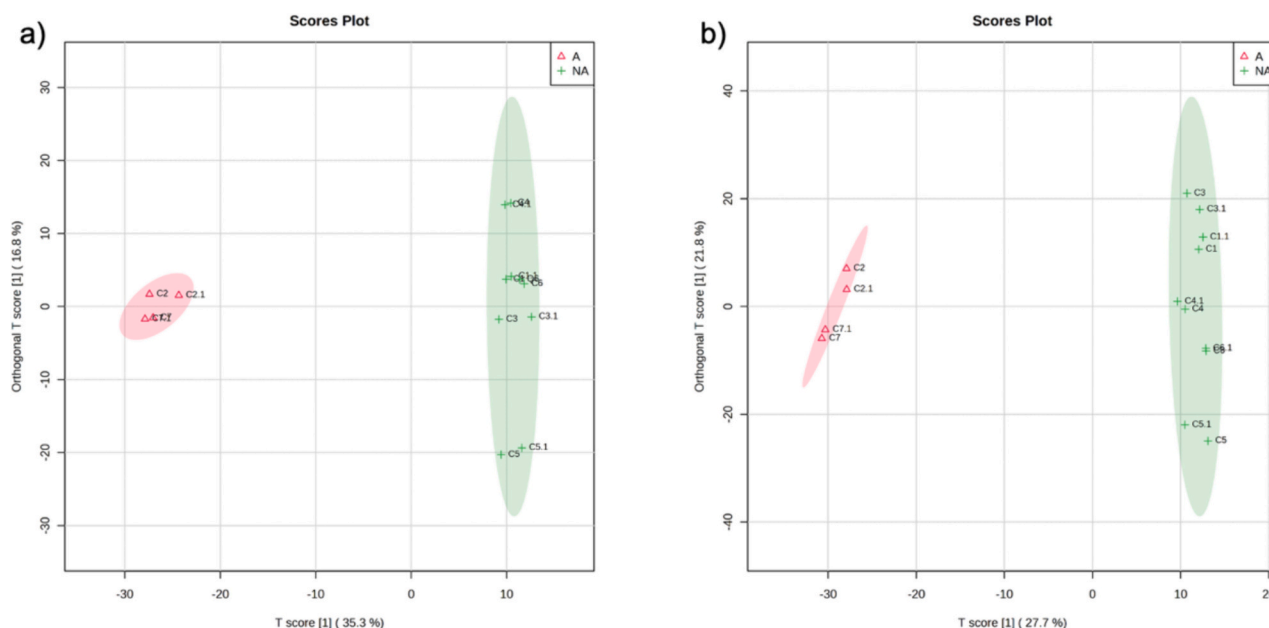 a)
Scores Plot
A
NA
30
20
10
0
-10
-20
-30
Orthogonal T score [1] ( 16.8 %)
C4.1
C2
C2.1
C1.1
C6
C3
C3.1
C5
C5.1
-30
-20
-10
0
10
T score [1] ( 35.3 %)
b)
Scores Plot
A
NA
40
20
0
-20
-40
Orthogonal T score [1] ( 21.8 %)
C3
C3.1
C1.1
C1
C2
C2.1
C4.1
C4
C7.1
C7
C6.1
C5.1
C5
-30
-20
-10
0
10
T score [1] ( 27.7 %)